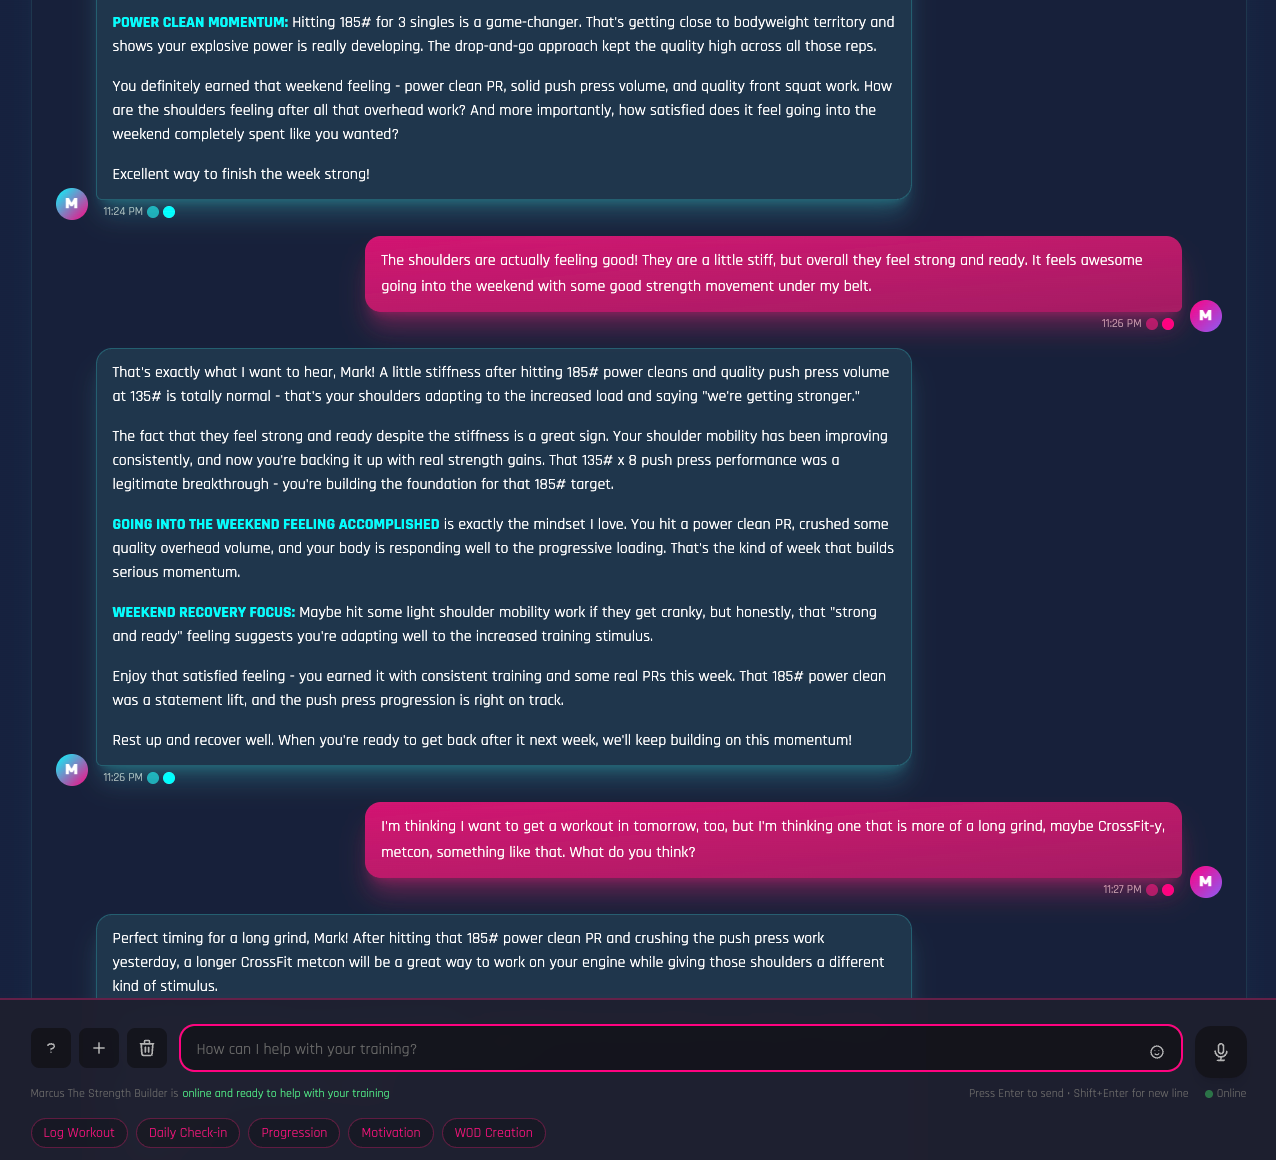 POWER CLEAN MOMENTUM: Hitting 185# for 3 singles is a game-changer. That's getting close to bodyweight territory and
shows your explosive power is really developing. The drop-and-go approach kept the quality high across all those reps.
You definitely earned that weekend feeling - power clean PR, solid push press volume, and quality front squat work. How
are the shoulders feeling after all that overhead work? And more importantly, how satisfied does it feel going into the
weekend completely spent like you wanted?
Excellent way to finish the week strong!
M
11:24 PM
The shoulders are actually feeling good! They are a little stiff, but overall they feel strong and ready. It feels awesome
going into the weekend with some good strength movement under my belt.
M
11:26 PM
That's exactly what I want to hear, Mark! A little stiffness after hitting 185# power cleans and quality push press volume
at 135# is totally normal - that's your shoulders adapting to the increased load and saying "we're getting stronger."
The fact that they feel strong and ready despite the stiffness is a great sign. Your shoulder mobility has been improving
consistently, and now you're backing it up with real strength gains. That 135# x 8 push press performance was a
legitimate breakthrough - you're building the foundation for that 185# target.
GOING INTO THE WEEKEND FEELING ACCOMPLISHED is exactly the mindset I love. You hit a power clean PR, crushed some
quality overhead volume, and your body is responding well to the progressive loading. That's the kind of week that builds
serious momentum.
WEEKEND RECOVERY FOCUS: Maybe hit some light shoulder mobility work if they get cranky, but honestly, that "strong
and ready" feeling suggests you're adapting well to the increased training stimulus.
Enjoy that satisfied feeling - you earned it with consistent training and some real PRs this week. That 185# power clean
was a statement lift, and the push press progression is right on track.
Rest up and recover well. When you're ready to get back after it next week, we'll keep building on this momentum!
M
11:26 PM
I'm thinking I want to get a workout in tomorrow, too, but I'm thinking one that is more of a long grind, maybe CrossFit-y,
metcon, something like that. What do you think?
M
11:27 PM
Perfect timing for a long grind, Mark! After hitting that 185# power clean PR and crushing the push press work
yesterday, a longer CrossFit metcon will be a great way to work on your engine while giving those shoulders a different
kind of stimulus.
?
How can I help with your training?
Marcus The Strength Builder is online and ready to help with your training
Press Enter to send · Shift+Enter for new line
Online
Log Workout
Daily Check-in
Progression
Motivation
WOD Creation